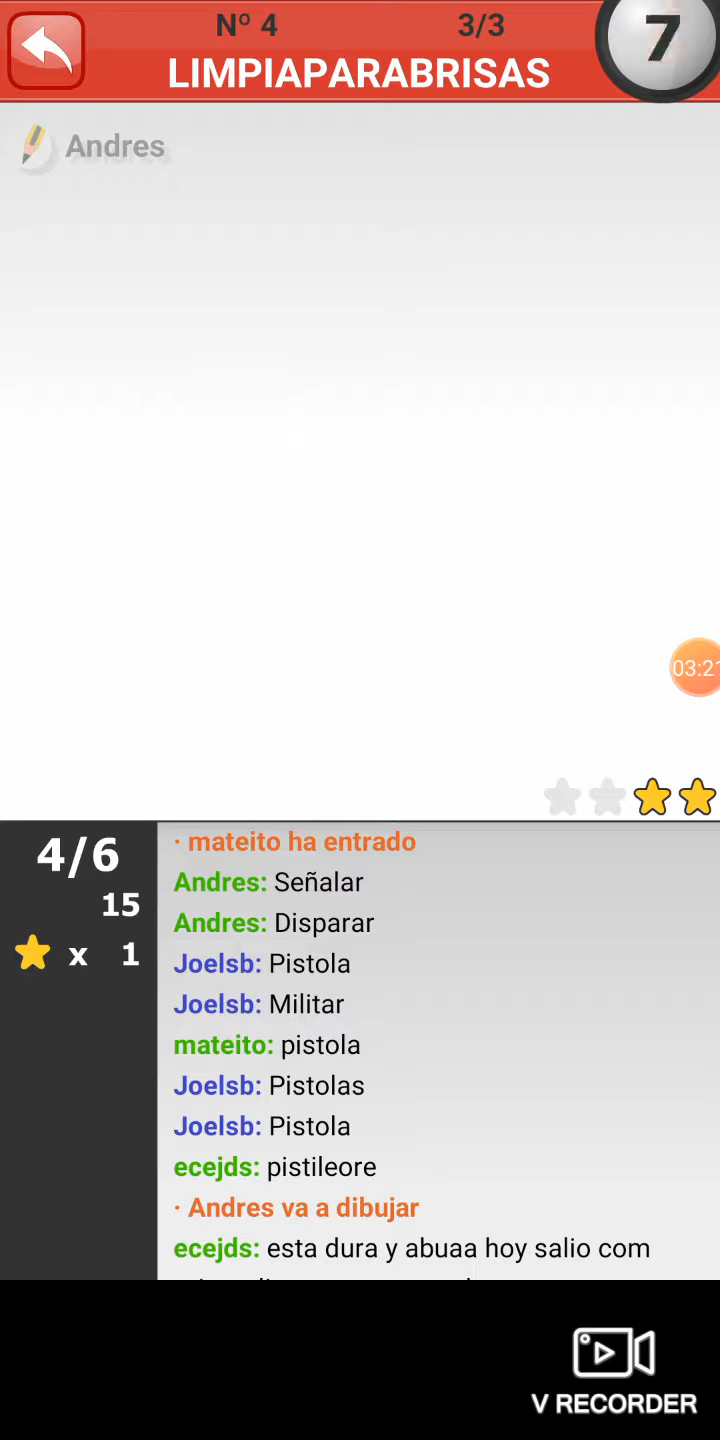 Nº 4 3/3 7
LIMPIAPARABRISAS
Andres
03:21
4/6
15
x 1
· mateito ha entrado
Andres: Señalar
Andres: Disparar
Joelsb: Pistola
Joelsb: Militar
mateito: pistola
Joelsb: Pistolas
Joelsb: Pistola
ecejds: pistileore
· Andres va a dibujar
ecejds: esta dura y abuaa hoy salio com
V RECORDER